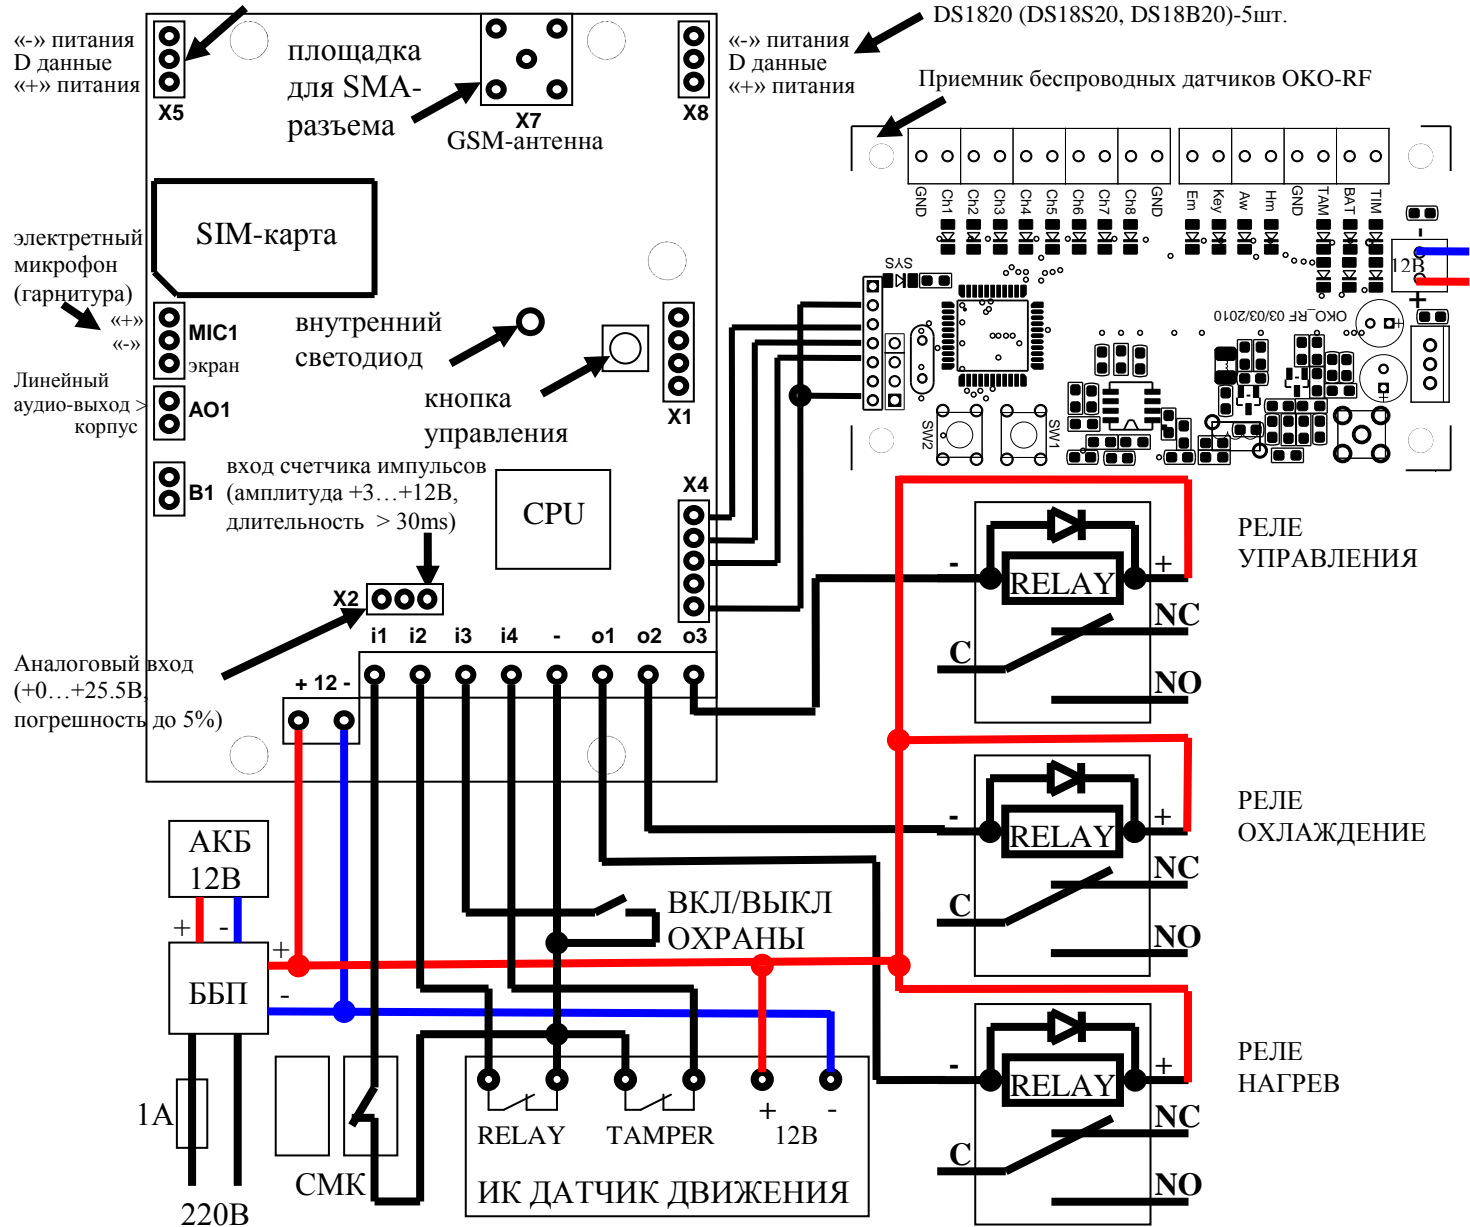 DS1820 (DS18S20, DS18B20)-5шт.
«-» питания
D данные
«+» питания
X5
площадка
для SMA-
разъема
X7
GSM-антенна
X8
«-» питания
D данные
«+» питания
Приемник беспроводных датчиков OKO-RF
GND
Ch1
Ch2
Ch3
Ch4
Ch5
Ch6
Ch7
Ch8
GND
Em
Key
Aw
Hm
GND
TAM
BAT
TIM
-
12В
+
SYS
OKO_RF 03/03/2010
+
+
SW2
SW1
SIM-карта
электретный
микрофон
(гарнитура)
«+»
«-»
MIC1
экран
Линейный
аудио-выход >
корпус
AO1
B1
внутренний
светодиод
кнопка
управления
X1
вход счетчика импульсов
(амплитуда +3…+12В,
длительность > 30ms)
CPU
X4
X2
i1 i2 i3 i4 - o1 o2 o3
Аналоговый вход
(+0…+25.5В,
погрешность до 5%)
+ 12 -
- RELAY +
NC
C
NO
РЕЛЕ
УПРАВЛЕНИЯ
- RELAY +
NC
C
NO
РЕЛЕ
ОХЛАЖДЕНИЕ
- RELAY +
NC
C
NO
РЕЛЕ
НАГРЕВ
АКБ
12В
+ -
ББП
+
-
1А
220В
СМК
ВКЛ/ВЫКЛ
ОХРАНЫ
RELAY
TAMPER
+ -
12В
ИК ДАТЧИК ДВИЖЕНИЯ